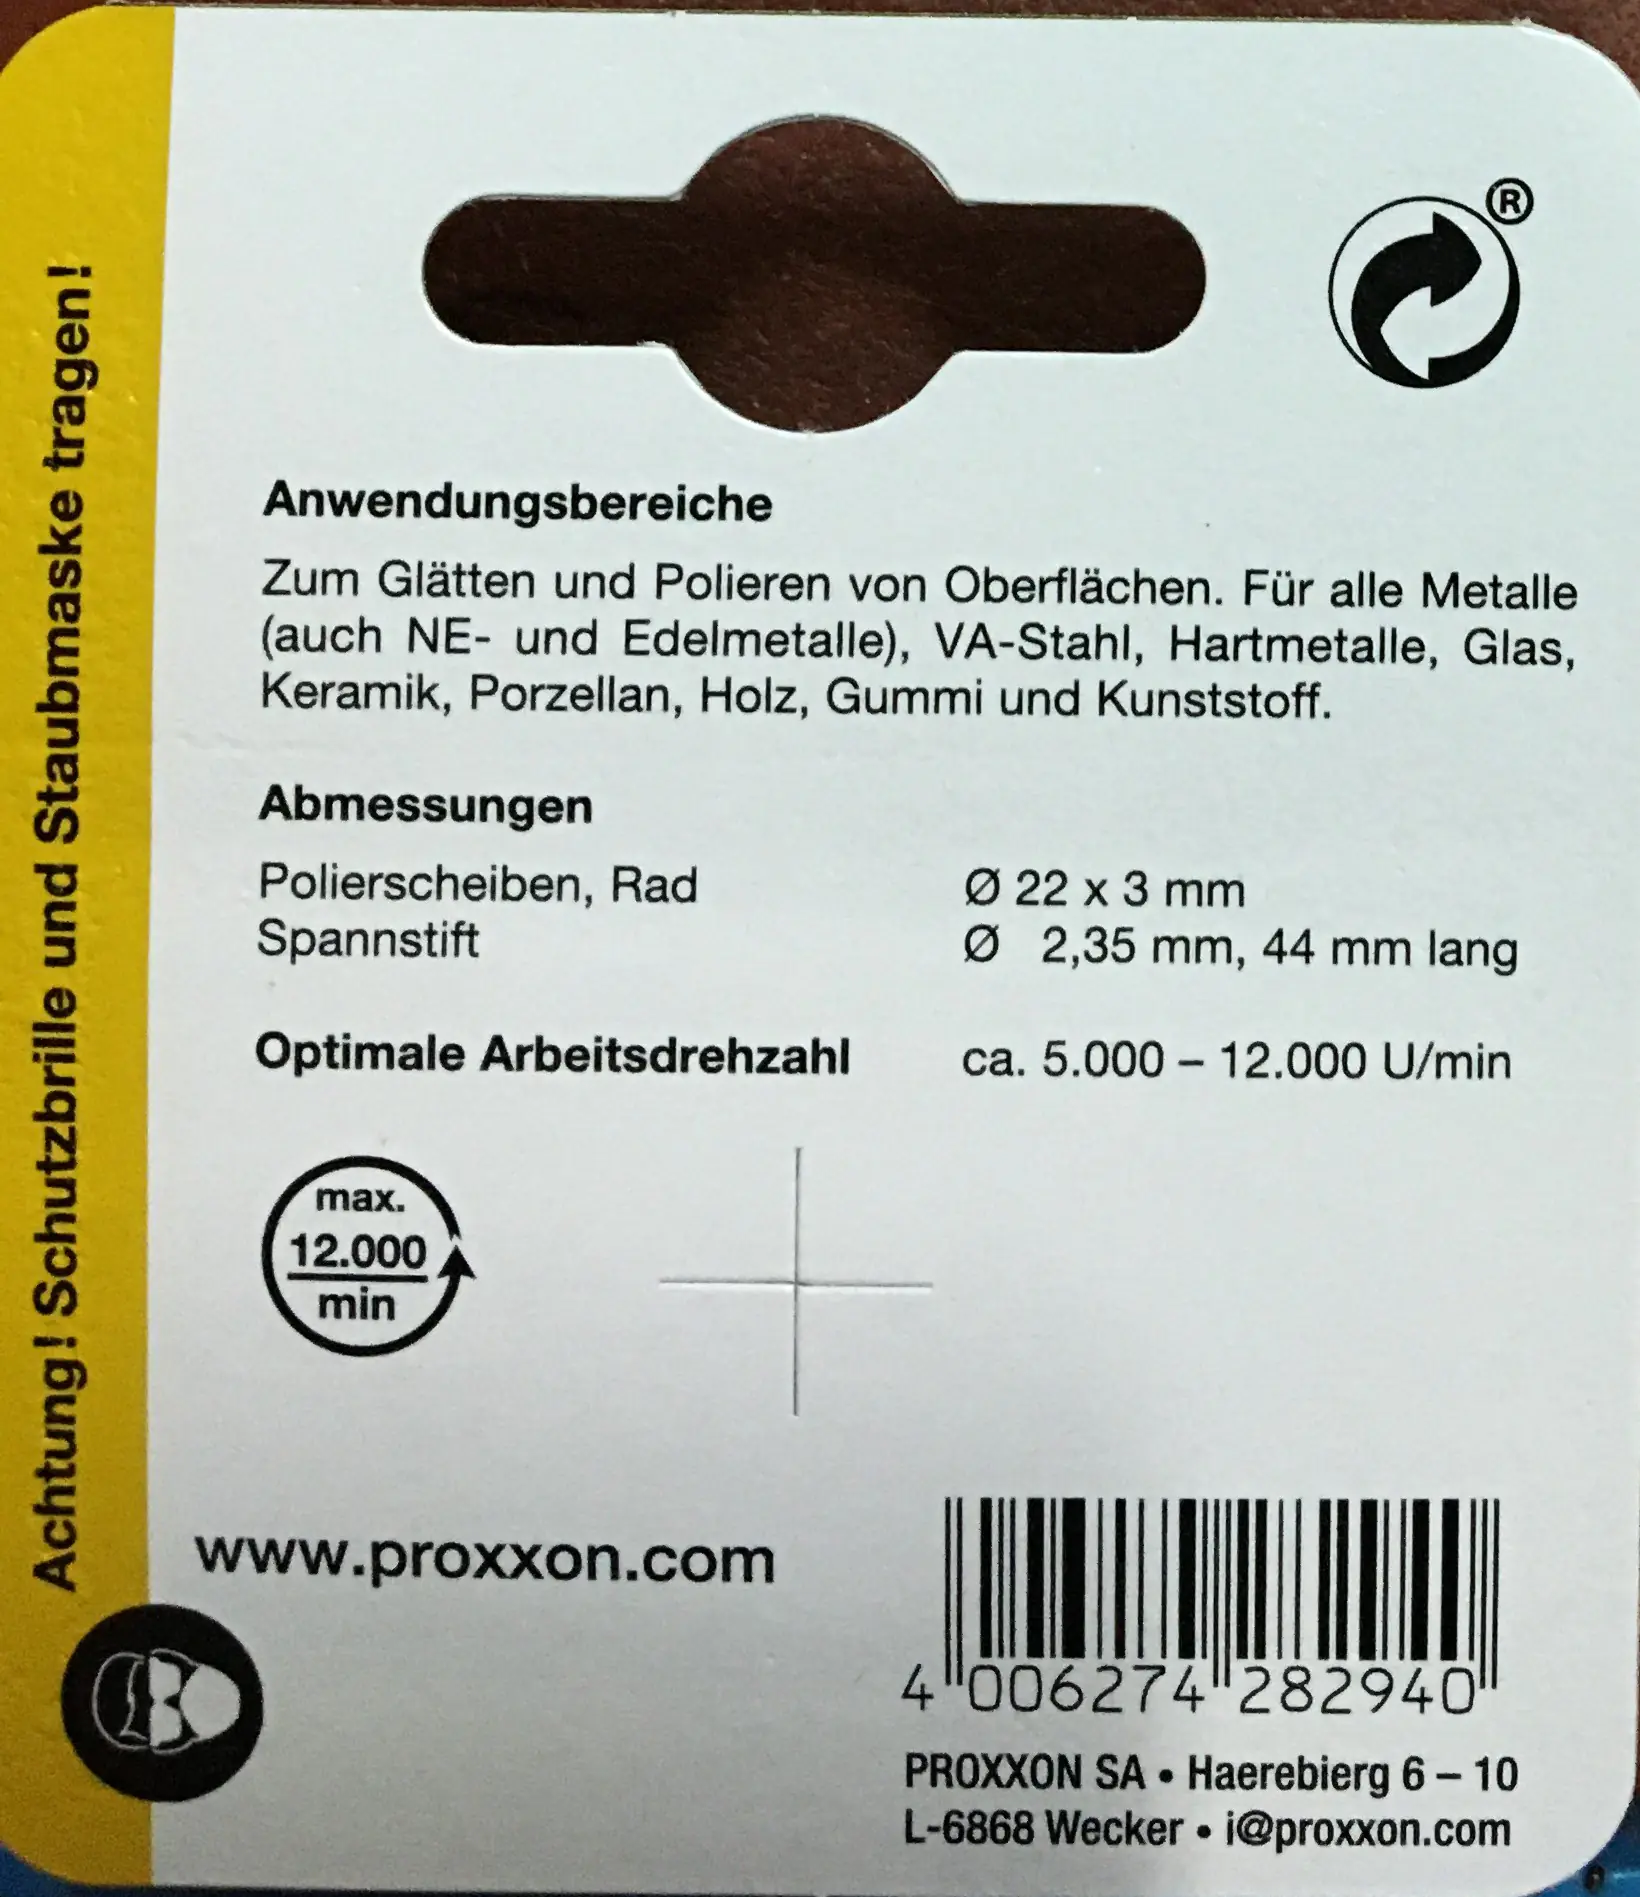 Achtung! Schutzbrille und Staubmaske tragen!
®
Anwendungsbereiche
Zum Glätten und Polieren von Oberflächen. Für alle Metalle
(auch NE- und Edelmetalle), VA-Stahl, Hartmetalle, Glas,
Keramik, Porzellan, Holz, Gummi und Kunststoff.
Abmessungen
Polierscheiben, Rad Ø 22 x 3 mm
Spannstift Ø 2,35 mm, 44 mm lang
Optimale Arbeitsdrehzahl ca. 5.000 – 12.000 U/min
max.
12.000
min
www.proxxon.com
4 006274 282940
PROXXON SA • Haerebierg 6 – 10
L-6868 Wecker • i@proxxon.com